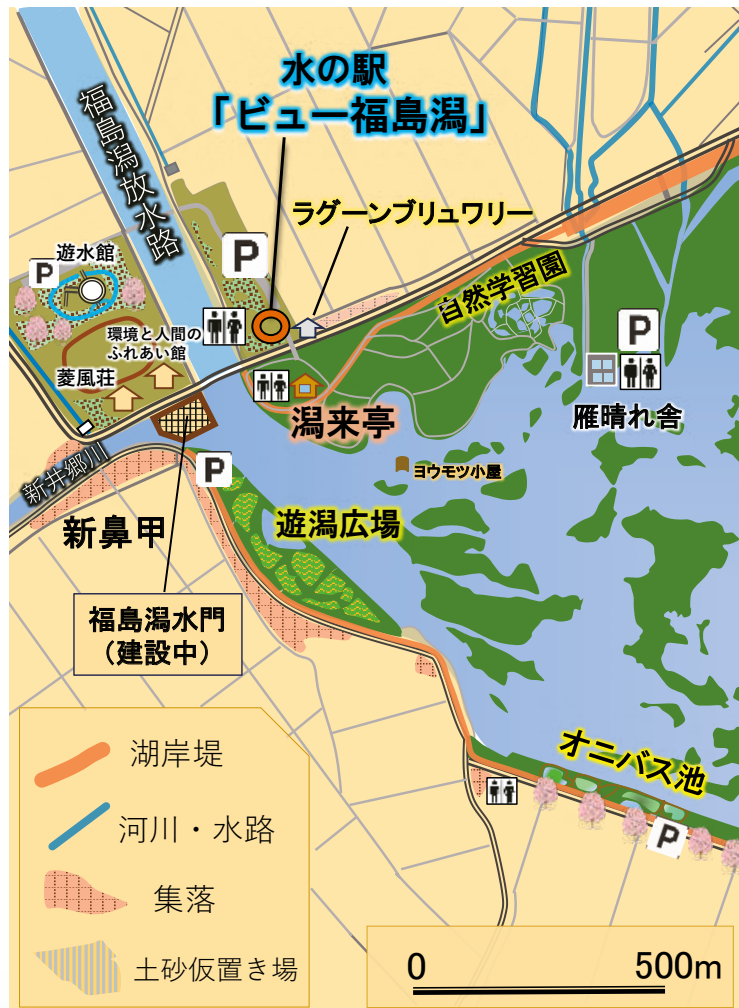 水の駅
「ビュー福島潟」
福島潟放水路
ラグーンブリュワリー
P
遊水館
P
自然学習園
P
環境と人間の
ふれあい館
菱風荘
雁晴れ舎
潟来亭
ヨウモツ小屋
新井郷川
P
新鼻甲
遊潟広場
福島潟水門
（建設中）
オニバス池
P
湖岸堤
河川・水路
集落
土砂仮置き場
0 500m